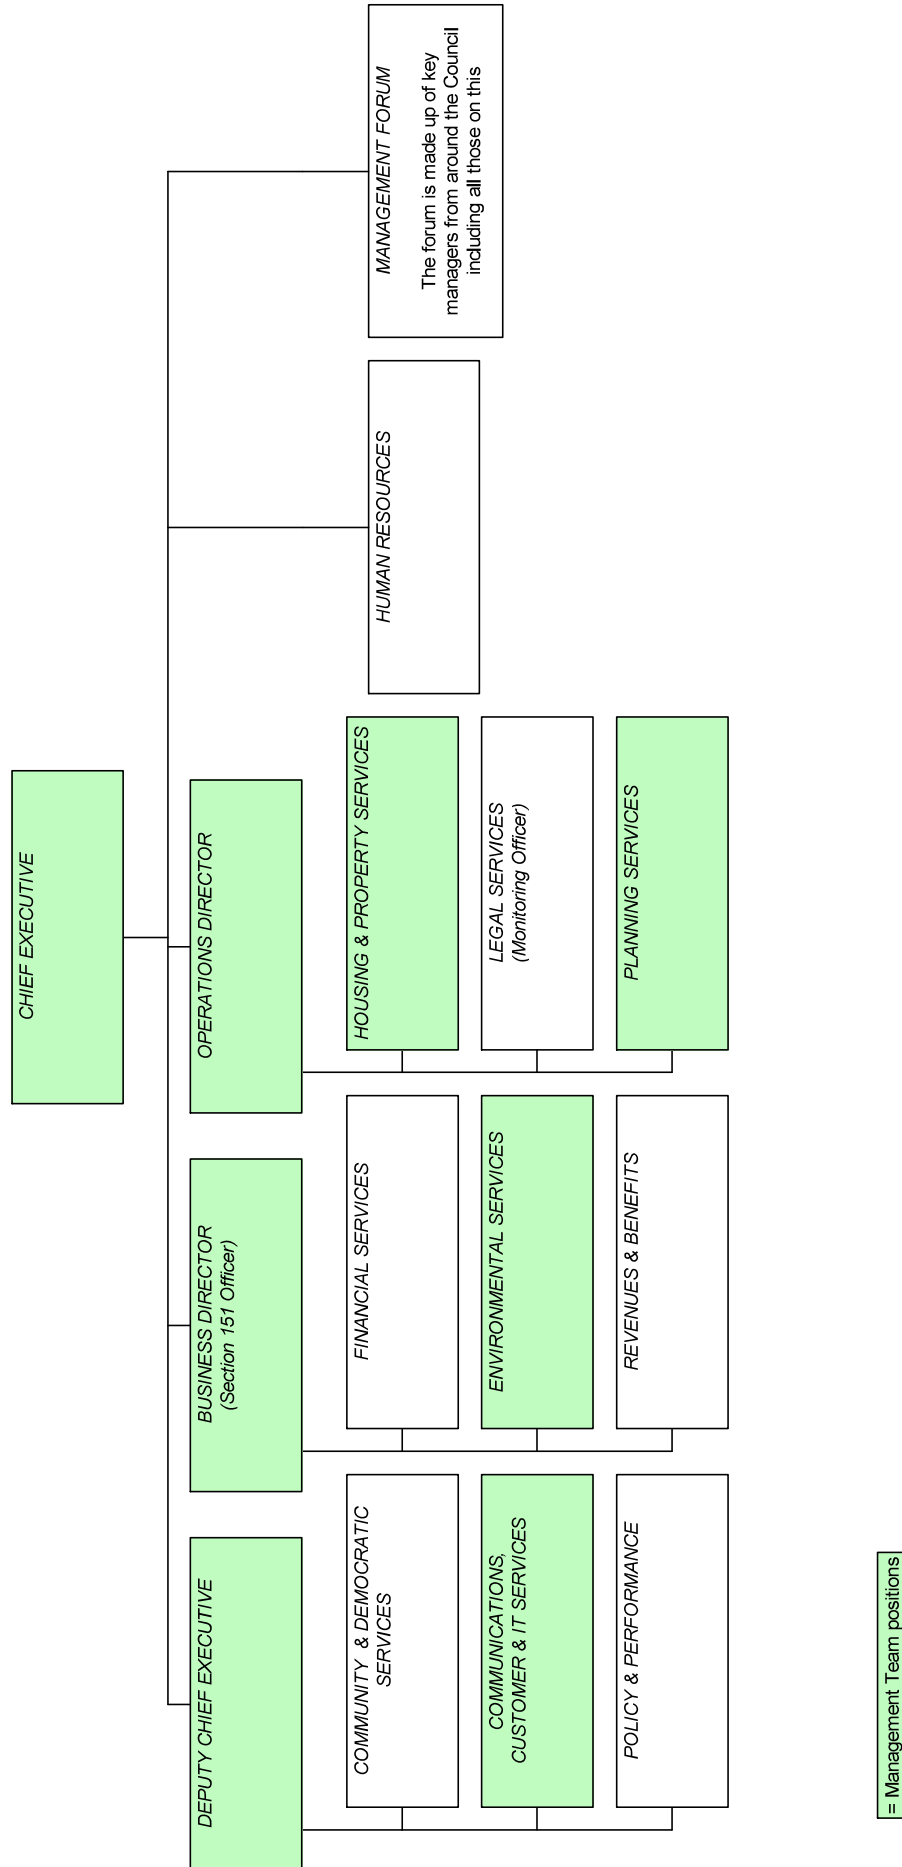 CHIEF EXECUTIVE
DEPUTY CHIEF EXECUTIVE
BUSINESS DIRECTOR
(Section 151 Officer)
OPERATIONS DIRECTOR
COMMUNITY & DEMOCRATIC
SERVICES
COMMUNICATIONS,
CUSTOMER & IT SERVICES
POLICY & PERFORMANCE
FINANCIAL SERVICES
ENVIRONMENTAL SERVICES
REVENUES & BENEFITS
HOUSING & PROPERTY SERVICES
LEGAL SERVICES
(Monitoring Officer)
PLANNING SERVICES
HUMAN RESOURCES
MANAGEMENT FORUM
The forum is made up of key
managers from around the Council
including all those on this
= Management Team positions